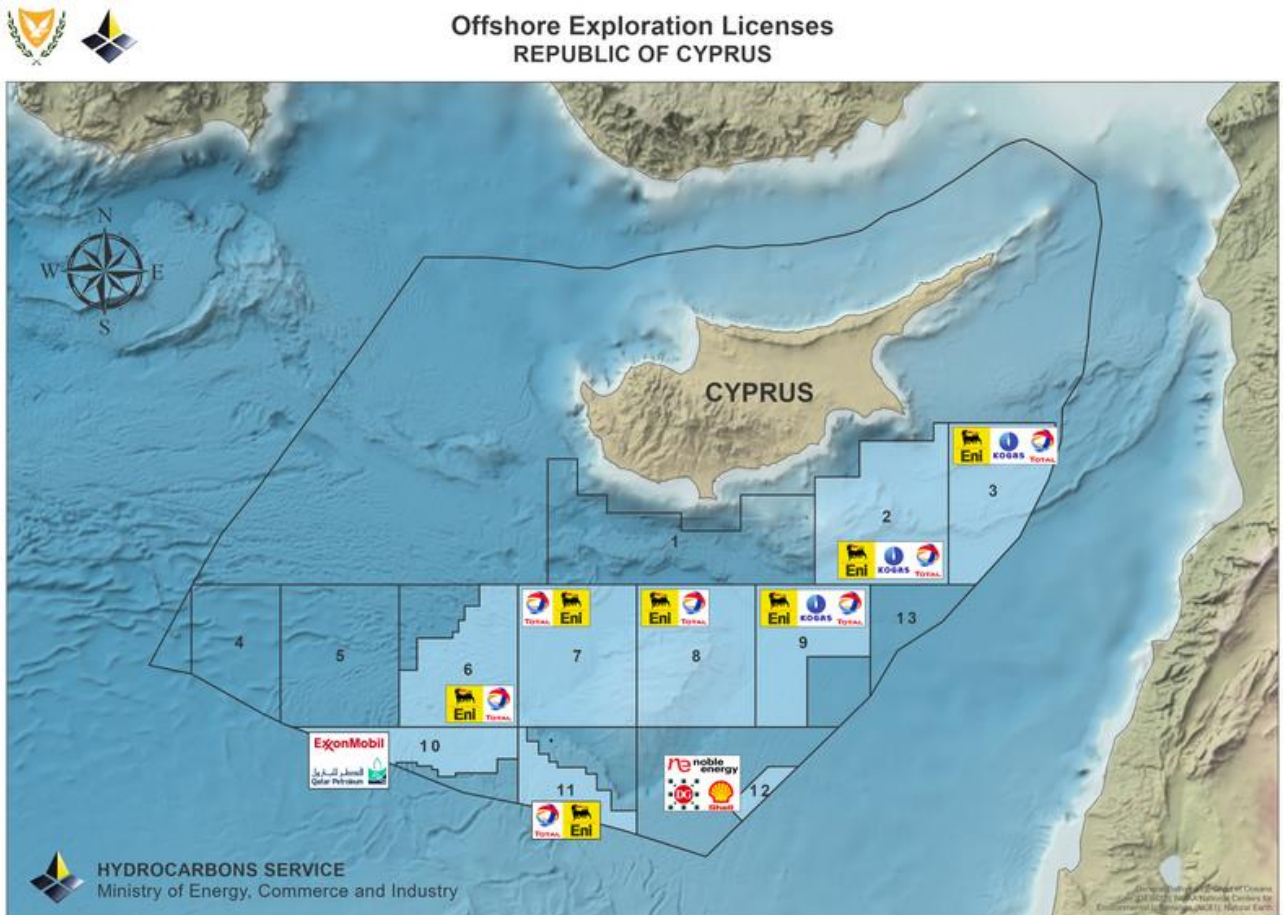 Offshore Exploration Licenses
REPUBLIC OF CYPRUS
N
W E
S
CYPRUS
Eni KOGAS TOTAL
3
2
Eni KOGAS TOTAL
1
TOTAL Eni
Eni TOTAL
Eni KOGAS TOTAL
13
4
5
6
7
8
9
Eni TOTAL
ExxonMobil
Qatar Petroleum
10
noble
energy
DG
Shell
12
11
TOTAL Eni
HYDROCARBONS SERVICE
Ministry of Energy, Commerce and Industry